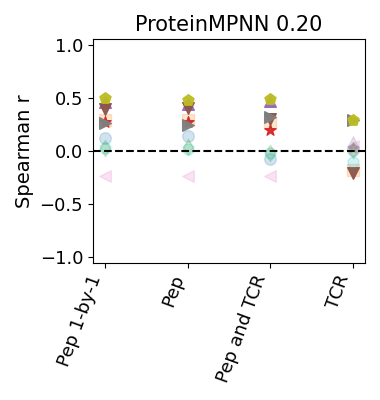 ProteinMPNN 0.20
Spearman r
1.0
0.5
0.0
−0.5
−1.0
Pep 1-by-1
Pep
Pep and TCR
TCR